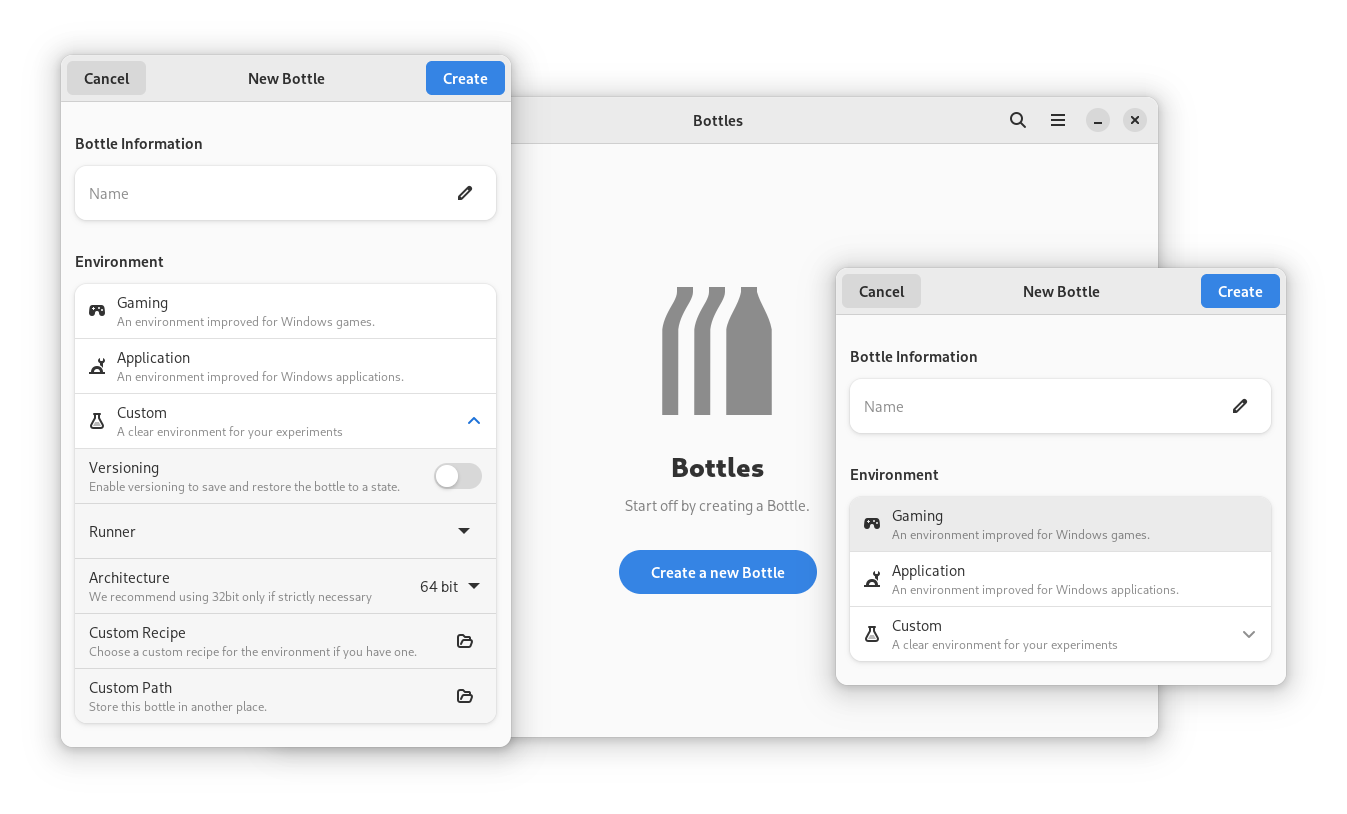 Cancel New Bottle Create
Bottle Information
Name
Environment
Gaming
An environment improved for Windows games.
Application
An environment improved for Windows applications.
Custom
A clear environment for your experiments
Versioning
Enable versioning to save and restore the bottle to a state.
Runner
Architecture
We recommend using 32bit only if strictly necessary
64 bit
Custom Recipe
Choose a custom recipe for the environment if you have one.
Custom Path
Store this bottle in another place.
Bottles
Bottles
Start off by creating a Bottle.
Create a new Bottle
Cancel New Bottle Create
Bottle Information
Name
Environment
Gaming
An environment improved for Windows games.
Application
An environment improved for Windows applications.
Custom
A clear environment for your experiments